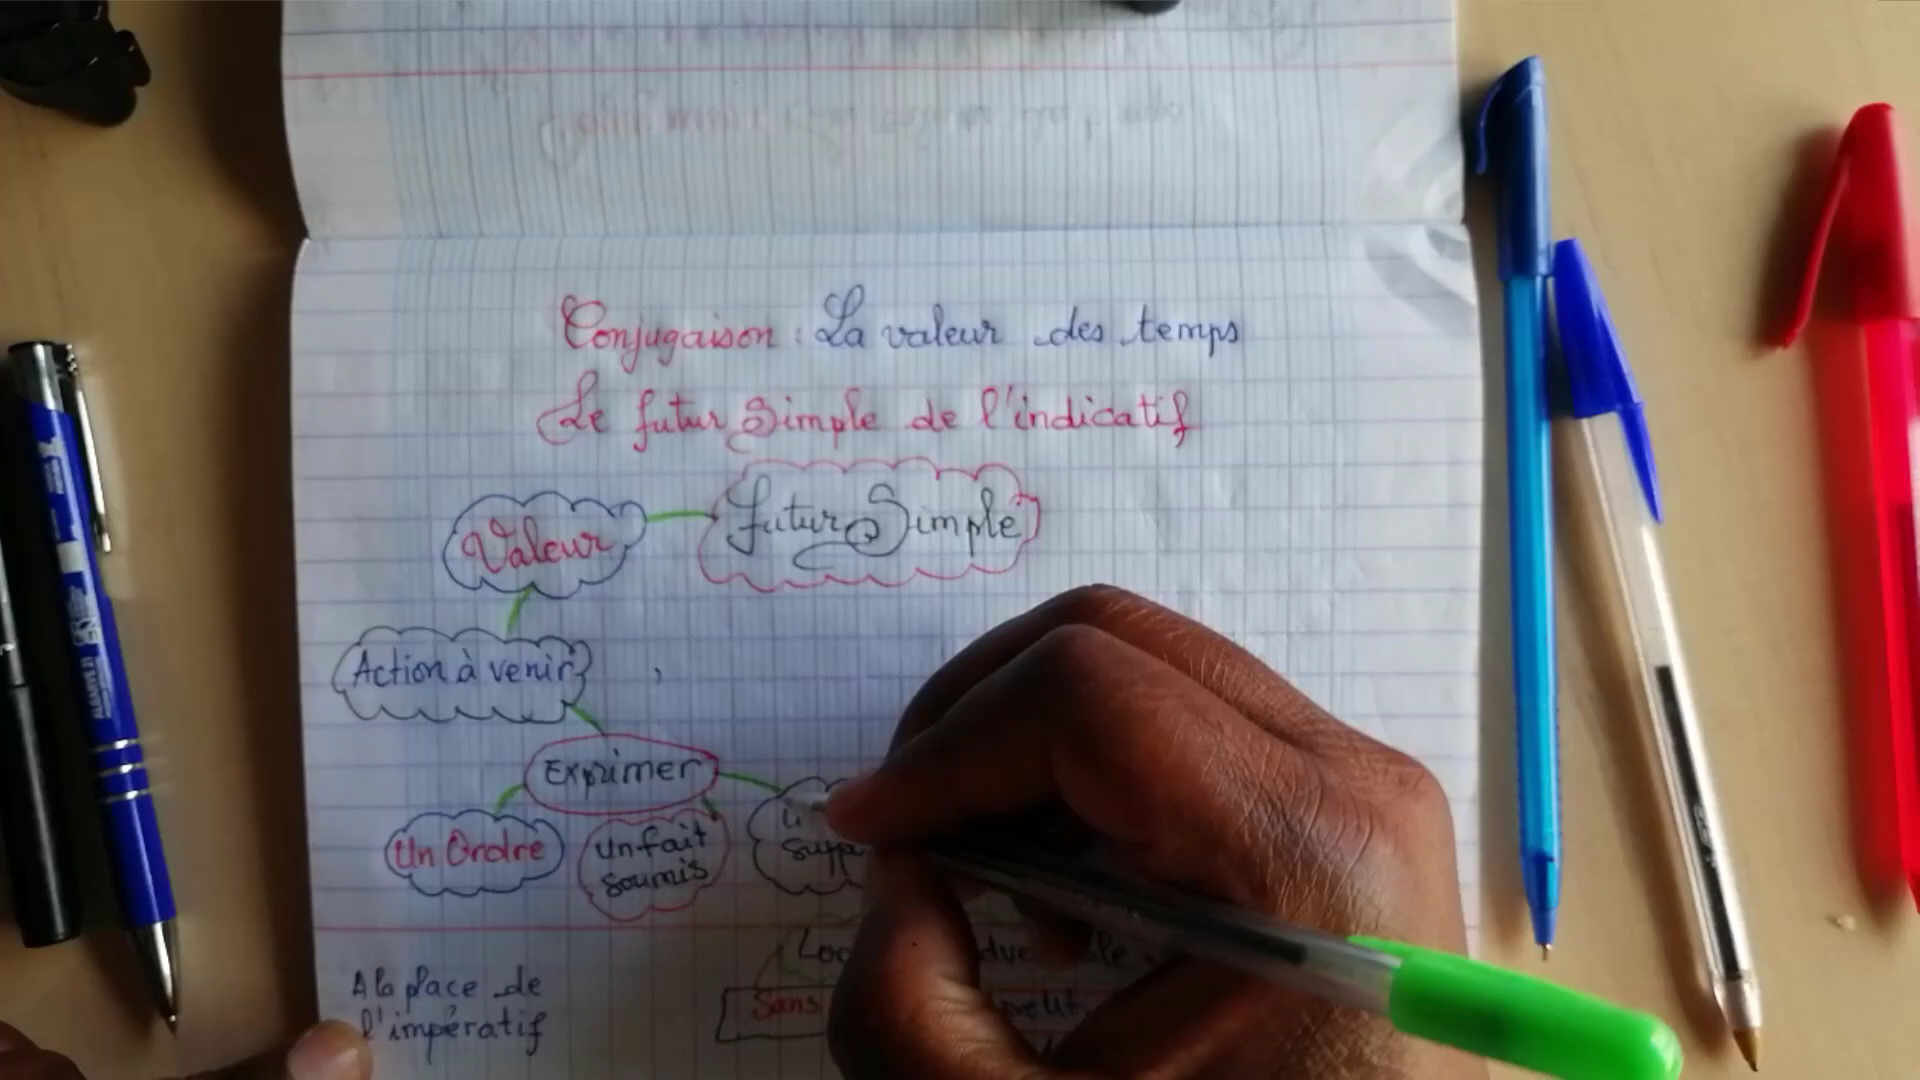 Conjugaison : La valeur des temps
Le futur Simple de l'indicatif
Valeur
futur Simple
Action à venir
Exprimer
Un Ordre
Un fait
soumis
A la place de
l'impératif
Sans